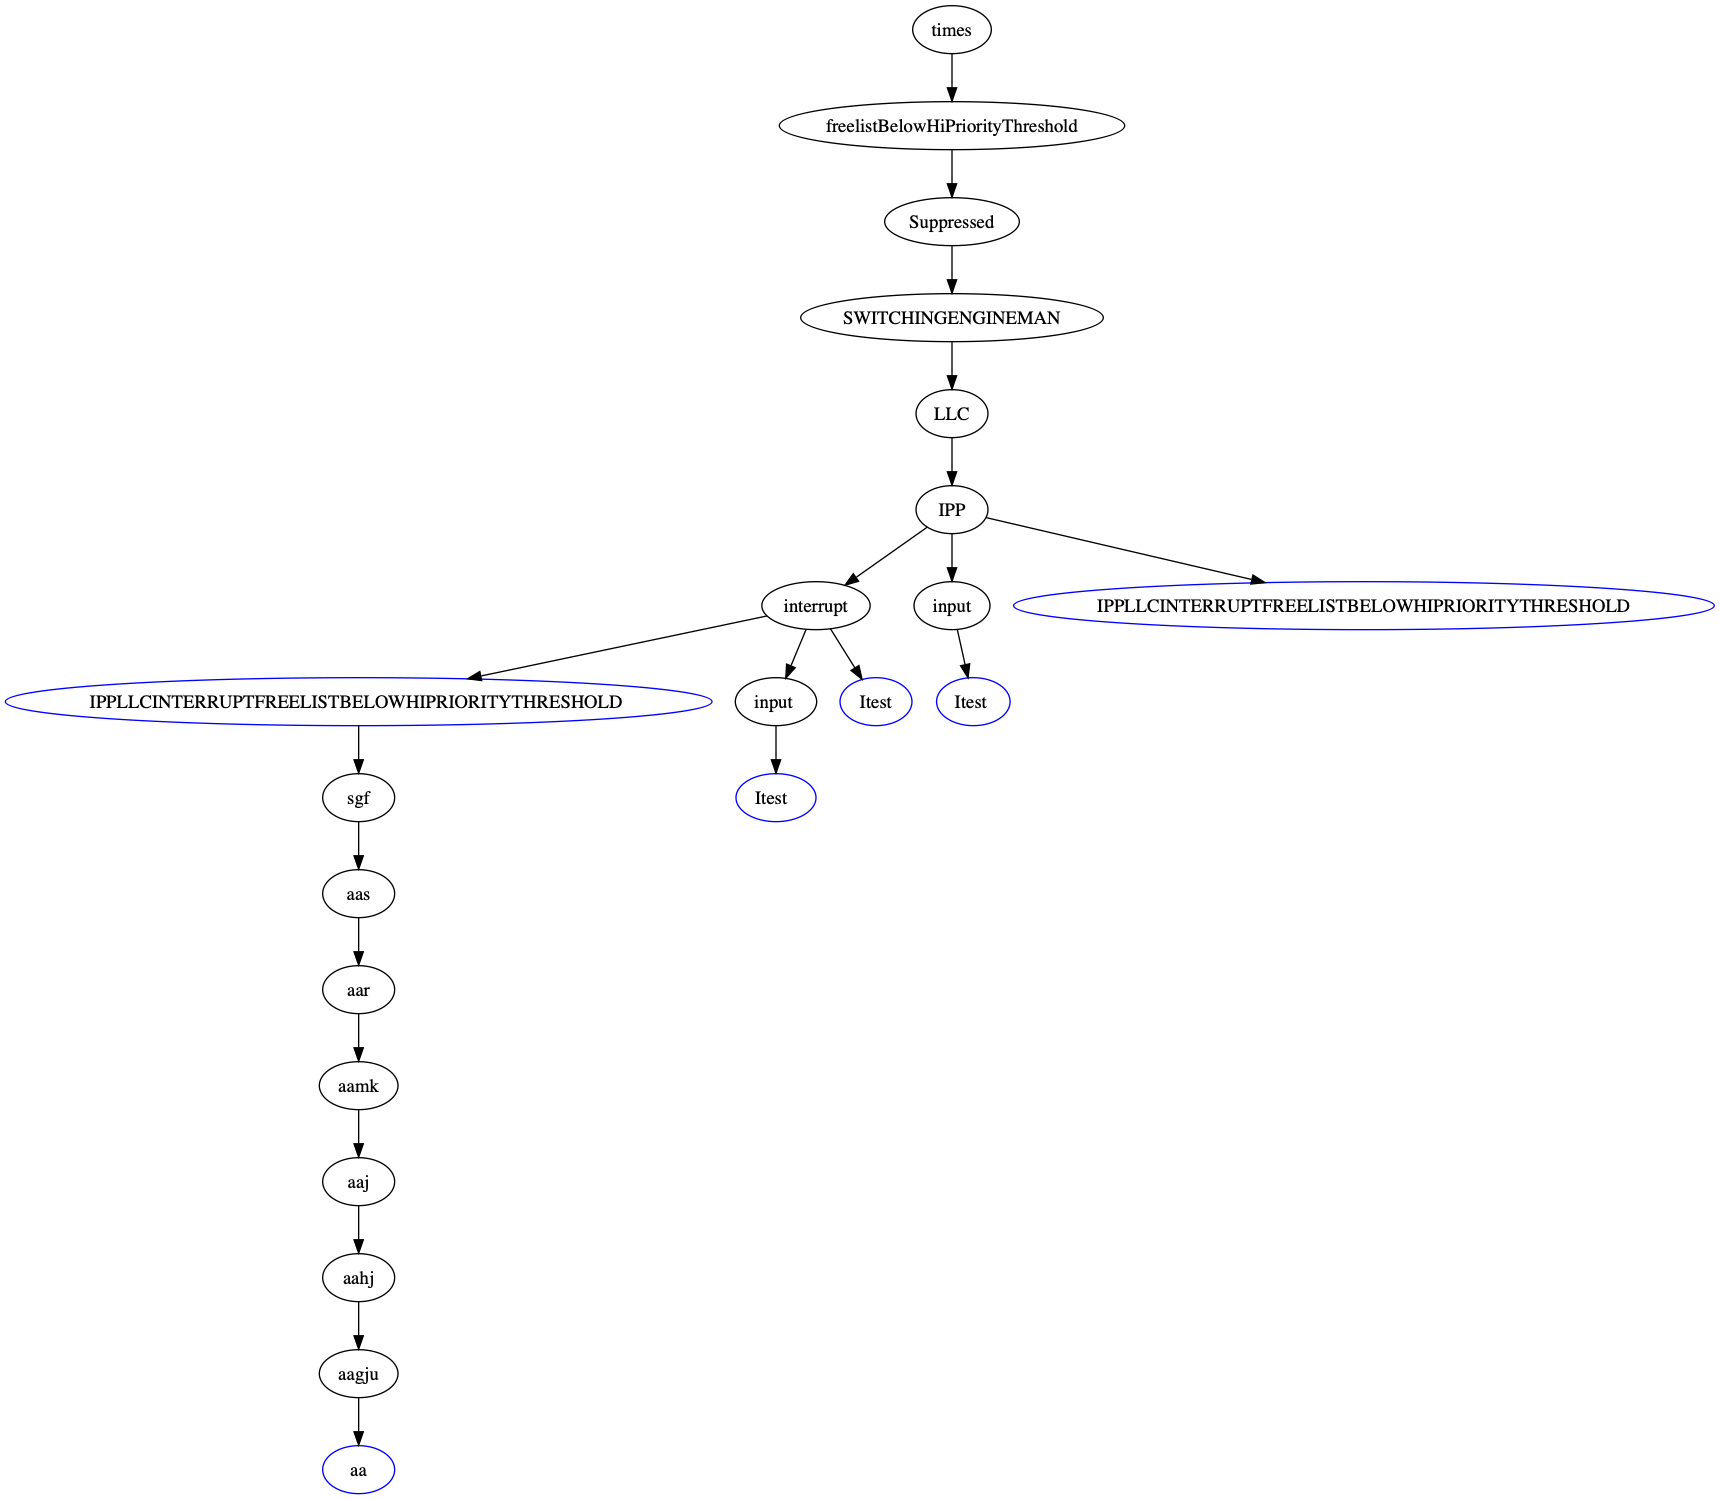 times
freelistBelowHiPriorityThreshold
Suppressed
SWITCHINGENGINEMAN
LLC
IPP
interrupt
input
IPPLLCINTERRUPTFREELISTBELOWHIPRIORITYTHRESHOLD
IPPLLCINTERRUPTFREELISTBELOWHIPRIORITYTHRESHOLD
input
Itest
Itest
sgf
Itest
aas
aar
aamk
aaj
aahj
aagju
aa